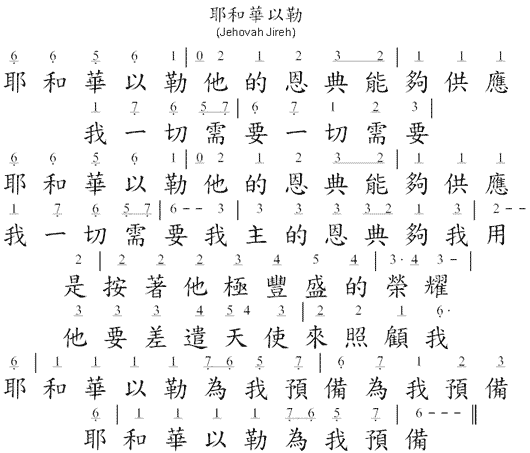 耶和華以勒
(Jehovah Jireh)
6 6 5 6 1 | 0 2 1 2 3 2 | 1 1 1
耶和華以勒他的恩典能夠供應
1 7 6 5 7 | 6 7 1 2 3 |
我一切需要一切需要
6 6 5 6 1 | 0 2 1 2 3 2 | 1 1 1
耶和華以勒他的恩典能夠供應
1 7 6 5 7 | 6 - - 3 | 3 3 3 3 2 1 3 | 2 - -
我一切需要我主的恩典夠我用
2 | 2 2 2 3 4 5 4 | 3 · 4 3 - |
是按著他極豐盛的榮耀
3 3 3 4 5 4 3 | 2 2 1 6 ·
他要差遣天使來照顧我
6 | 1 1 1 1 7 6 5 7 | 6 7 1 2 3
耶和華以勒為我預備為我預備
6 | 1 1 1 1 7 6 5 7 | 6 - - - ||
耶和華以勒為我預備